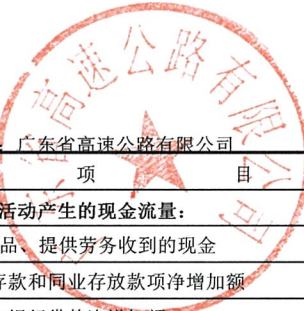 广东省高速公路有限公司
：广东省高速公路有限公司
项 目
活动产生的现金流量：
品、提供劳务收到的现金
存款和同业存放款项净增加额